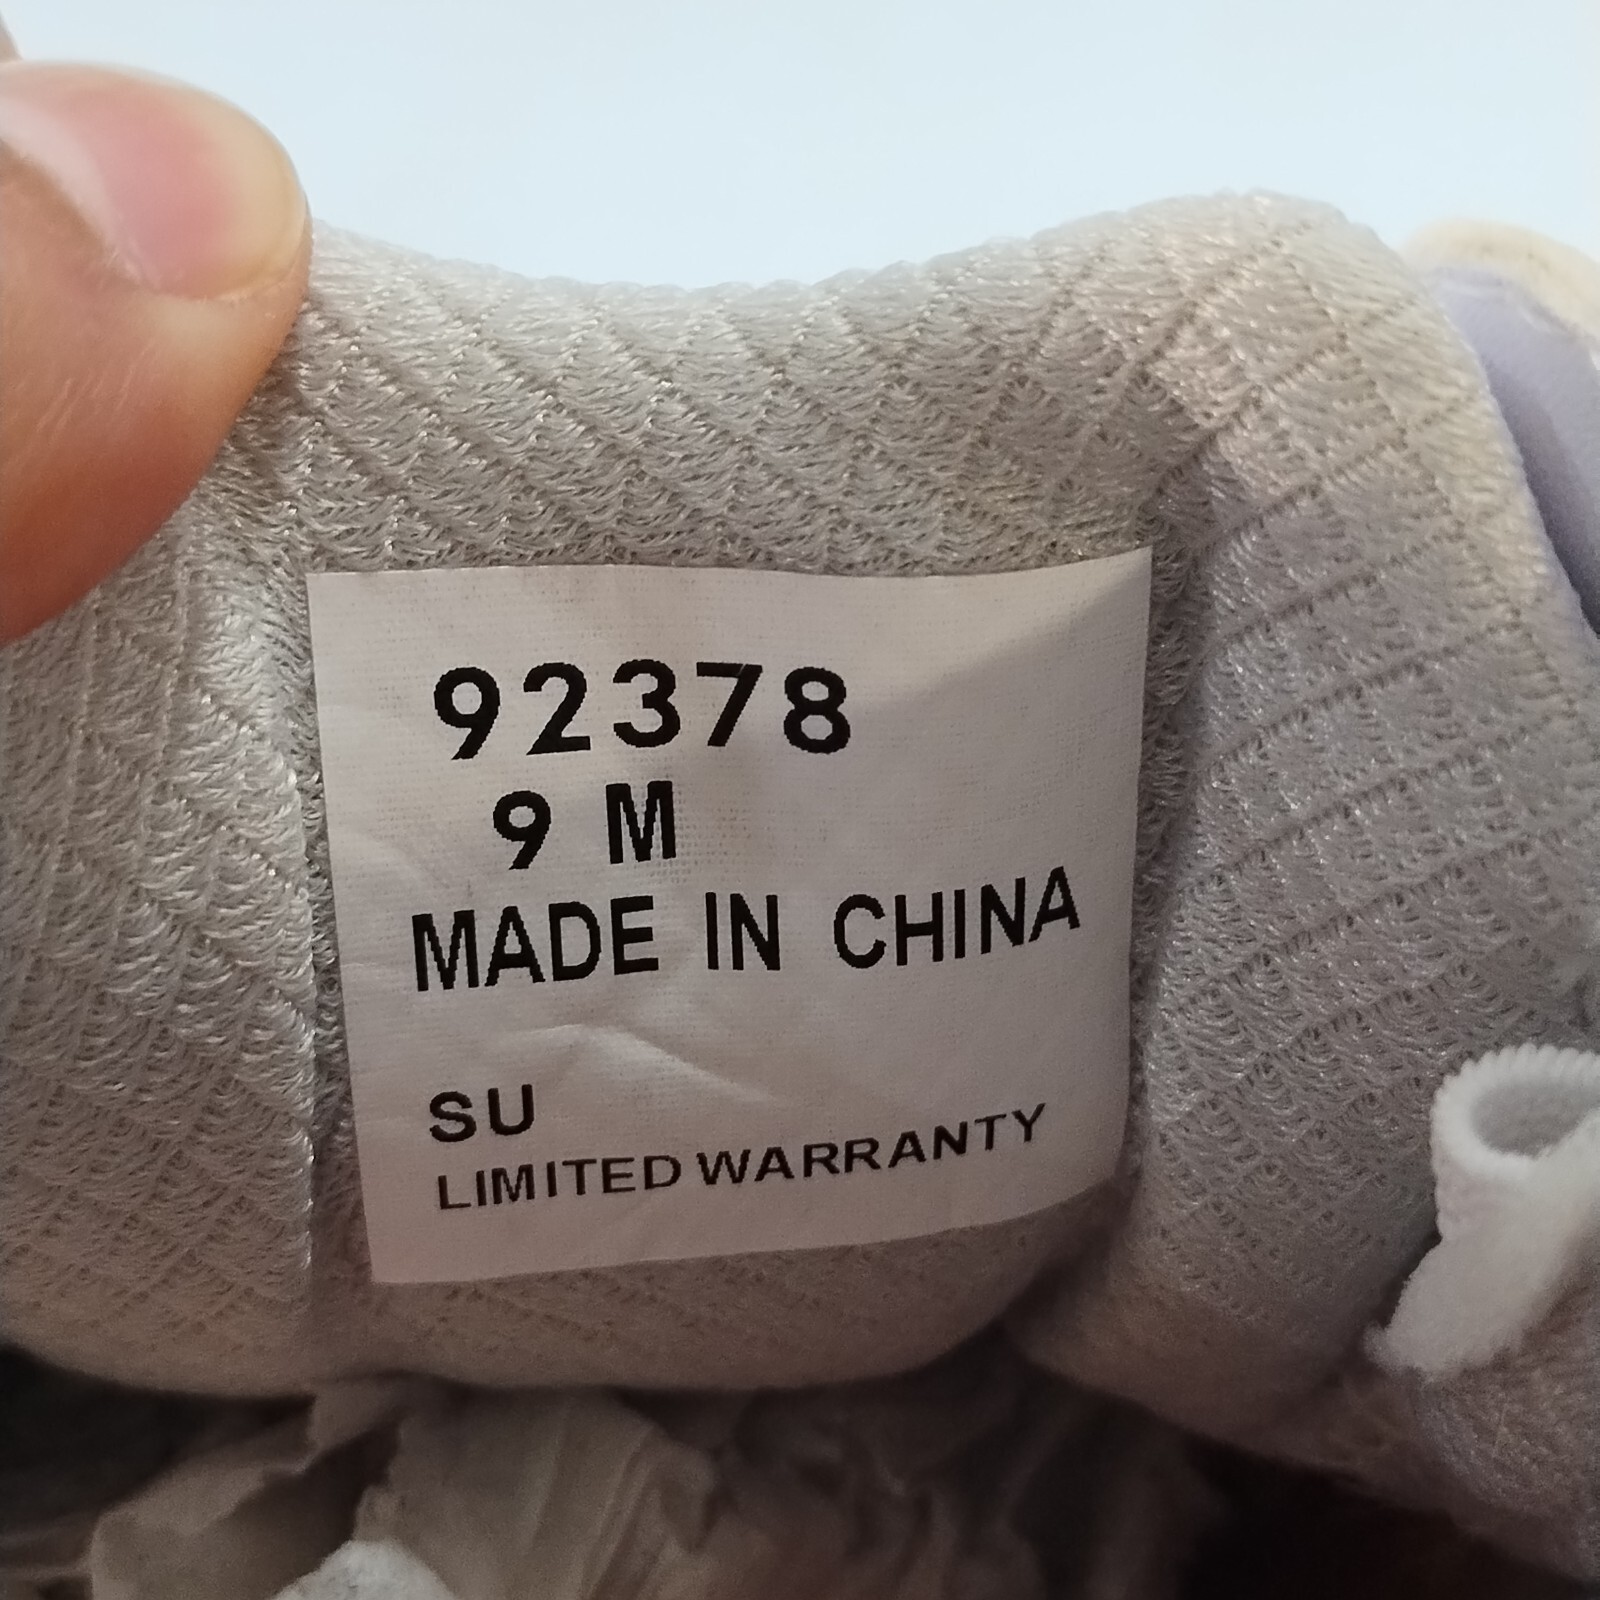 92378
9 M
MADE IN CHINA
SU
LIMITED WARRANTY